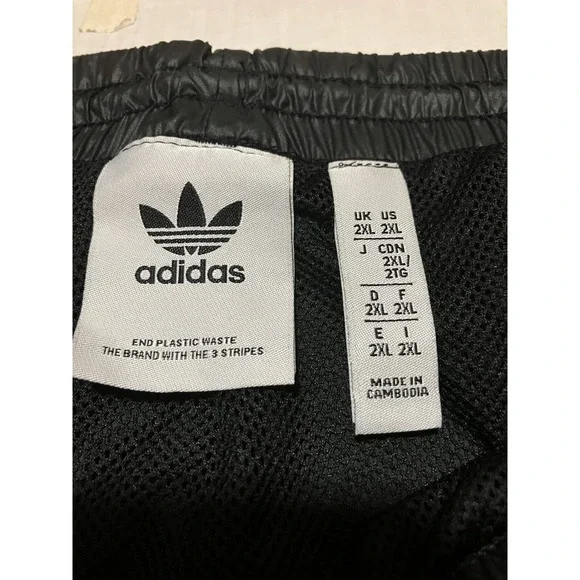 adidas
END PLASTIC WASTE
THE BRAND WITH THE 3 STRIPES
UK US
2XL 2XL
J CDN
2XL/
2TG
D F
2XL 2XL
E I
2XL 2XL
MADE IN
CAMBODIA